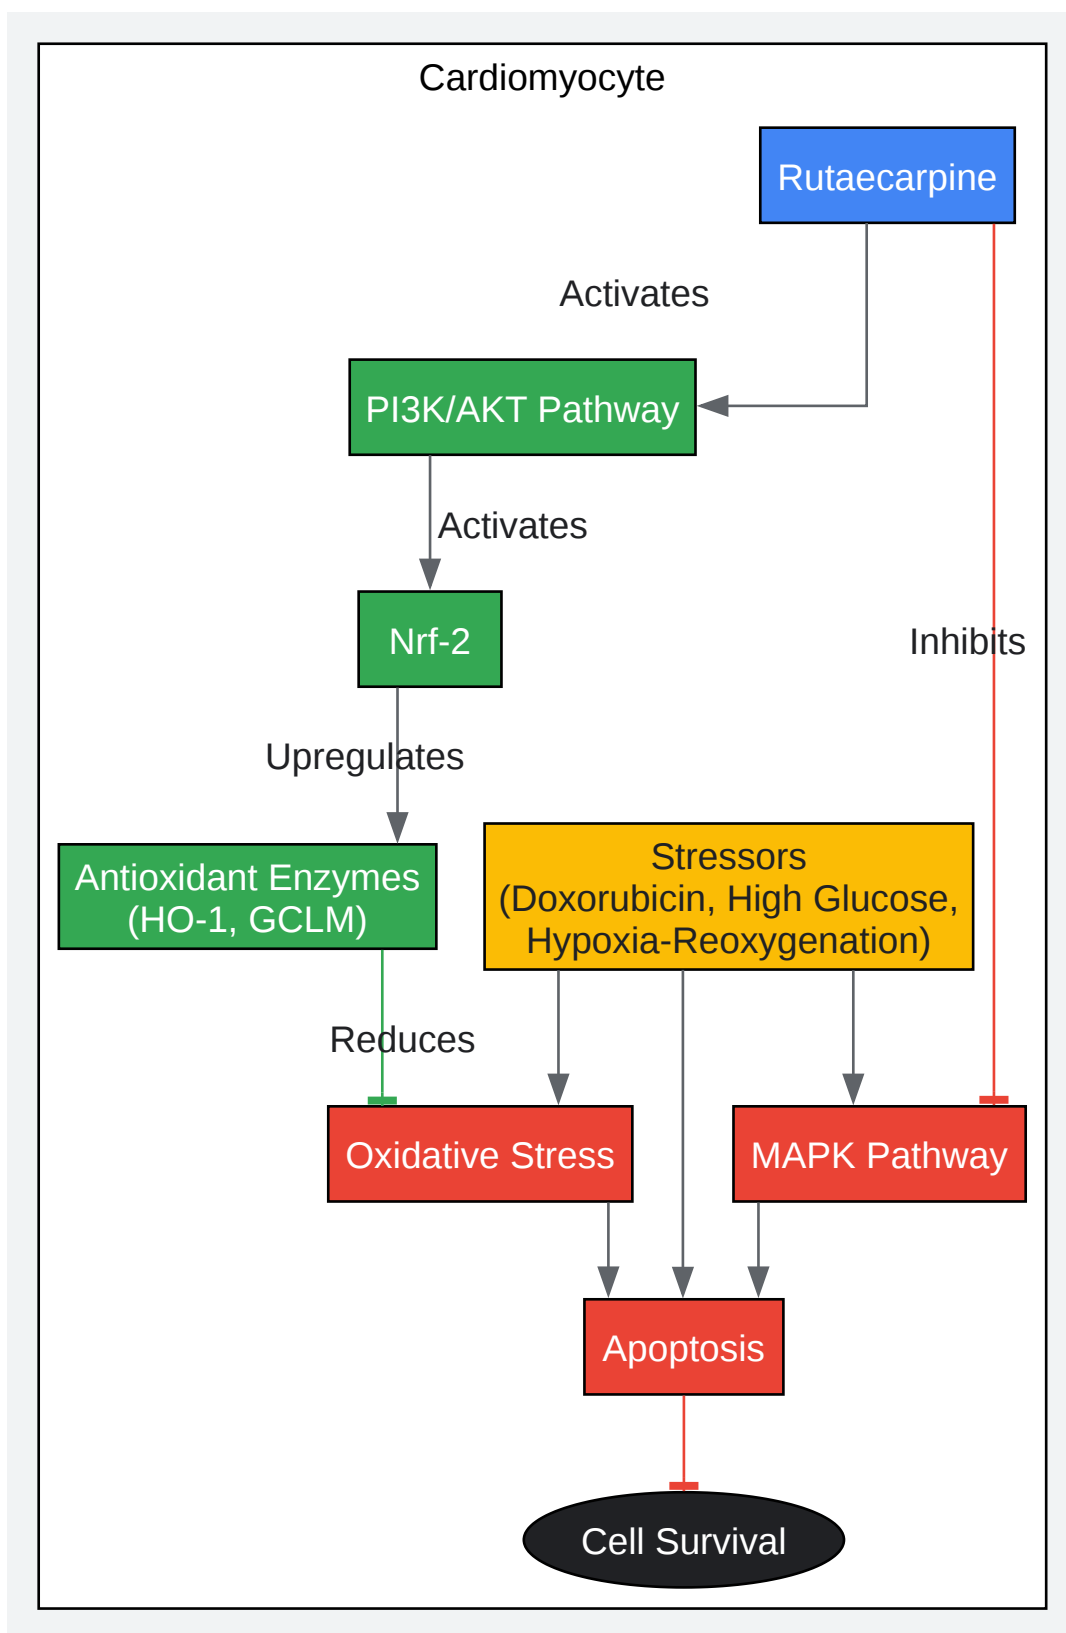 Cardiomyocyte
Rutaecarpine
Activates
PI3K/AKT Pathway
Activates
Nrf-2
Inhibits
Upregulates
Antioxidant Enzymes
(HO-1, GCLM)
Stressors
(Doxorubicin, High Glucose,
Hypoxia-Reoxygenation)
Reduces
Oxidative Stress
MAPK Pathway
Apoptosis
Cell Survival